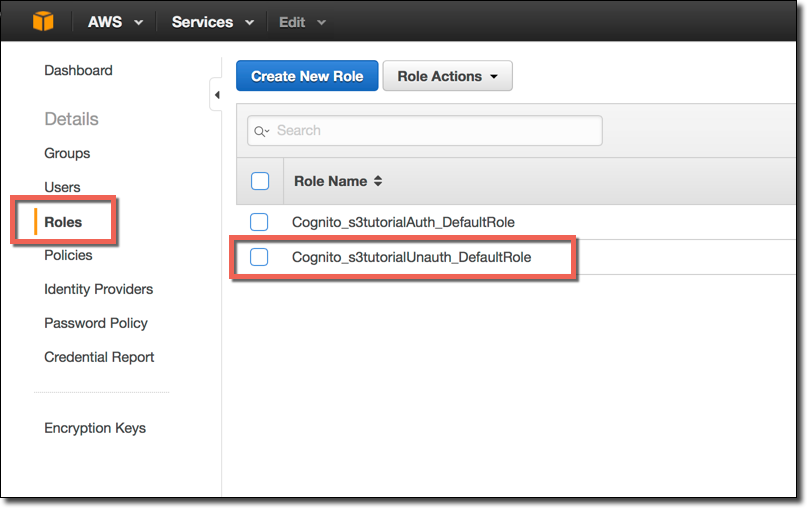 AWS Services Edit
Dashboard
Details
Groups
Users
Roles
Policies
Identity Providers
Password Policy
Credential Report
Encryption Keys
Create New Role Role Actions
Search
Role Name
Cognito_s3tutorialAuth_DefaultRole
Cognito_s3tutorialUnauth_DefaultRole